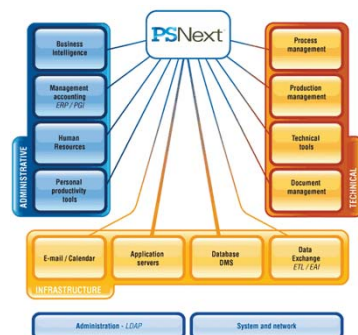 PSNext
Business
Intelligence
Management
accounting
ERP / PGI
Human
Resources
Personal
productivity
tools
ADMINISTRATIVE
Process
management
Production
management
Technical
tools
Document
management
TECHNICAL
E-mail / Calendar
Application
servers
Database
DMS
Data
Exchange
ETL / EAI
INFRASTRUCTURE
Administration - LDAP
System and network